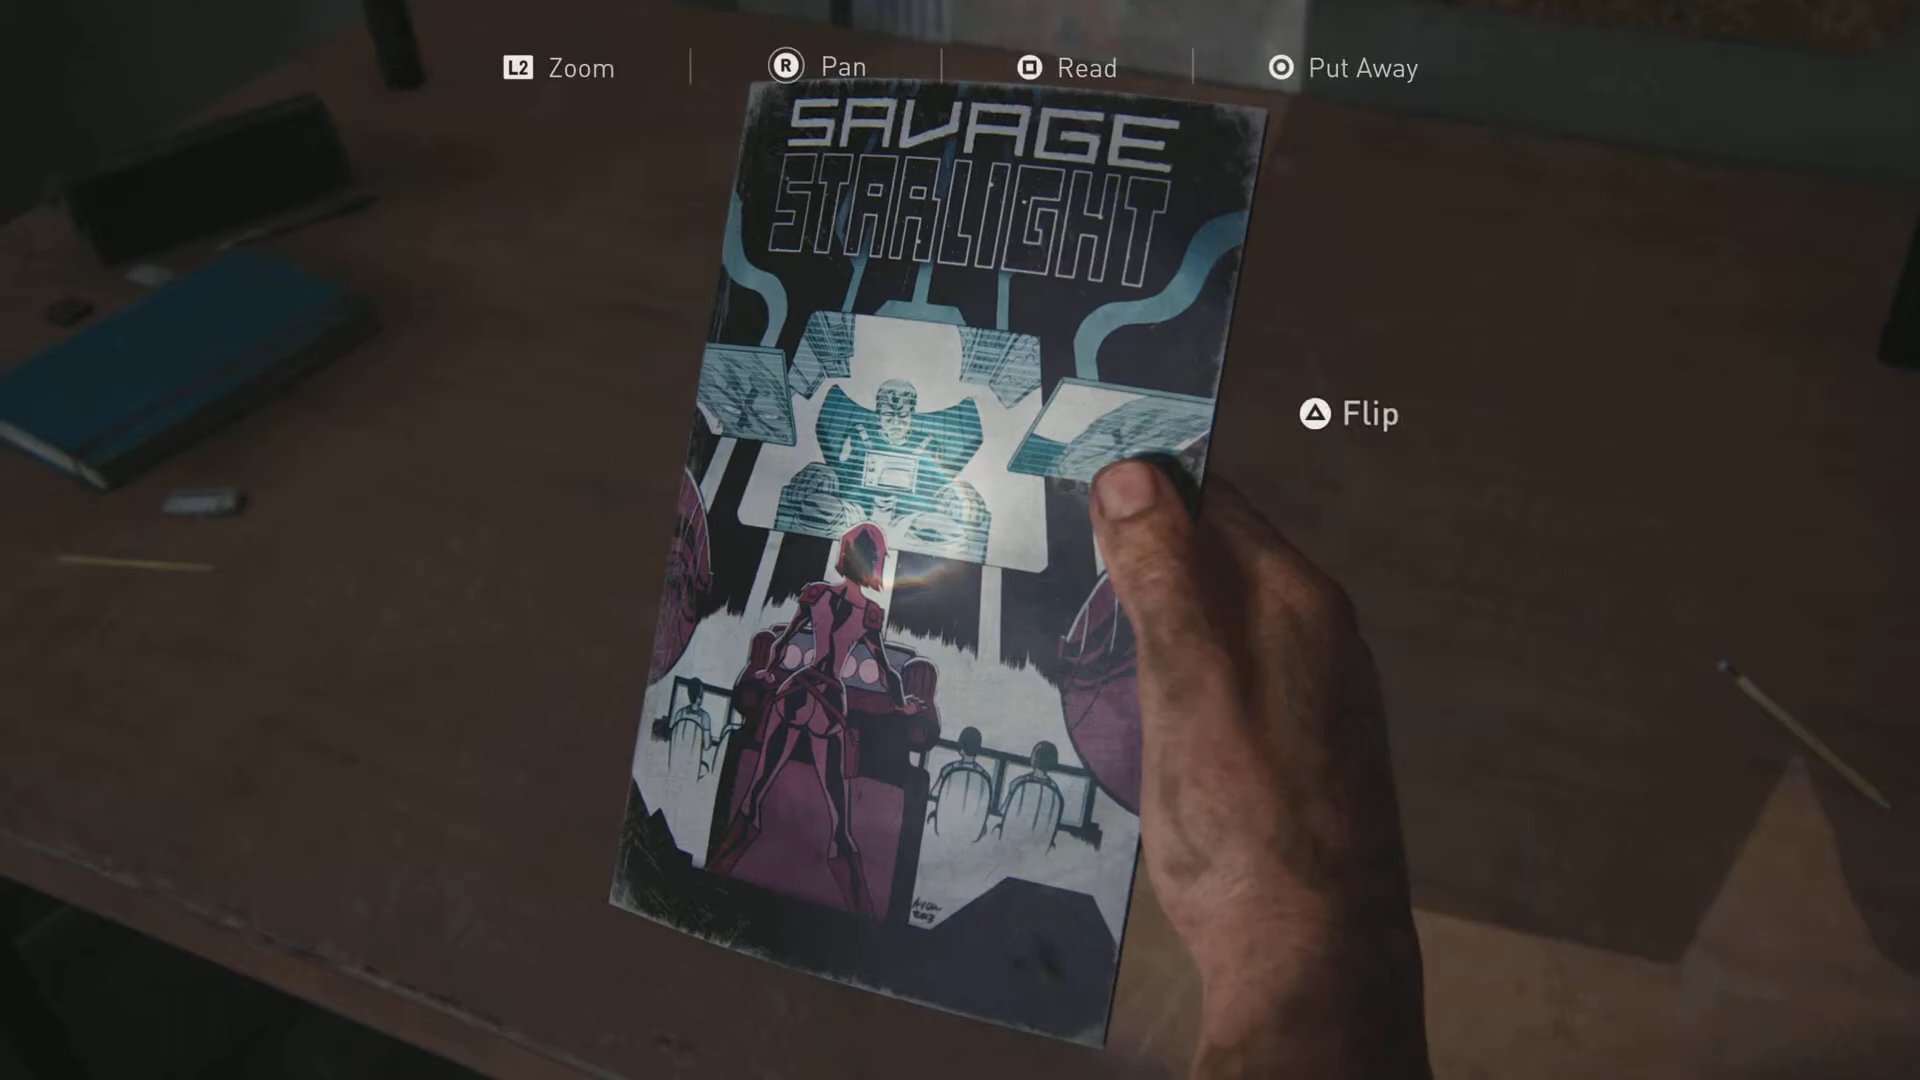 L2 Zoom
R Pan
Read
Put Away
SAVAGE
STARLIGHT
Flip